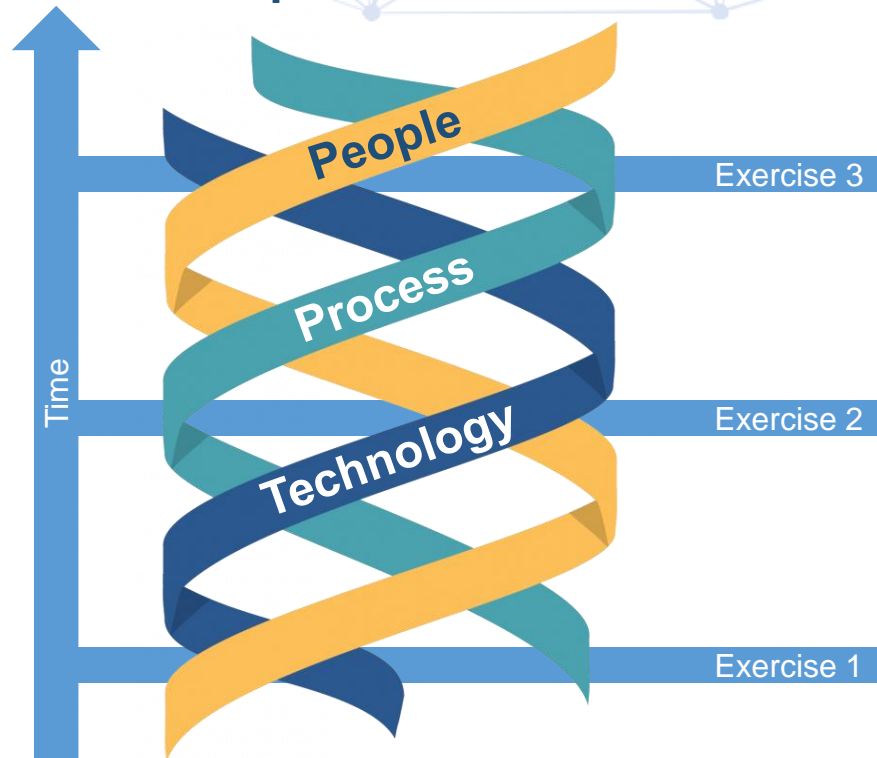 People
Exercise 3
Process
Time
Exercise 2
Technology
Exercise 1